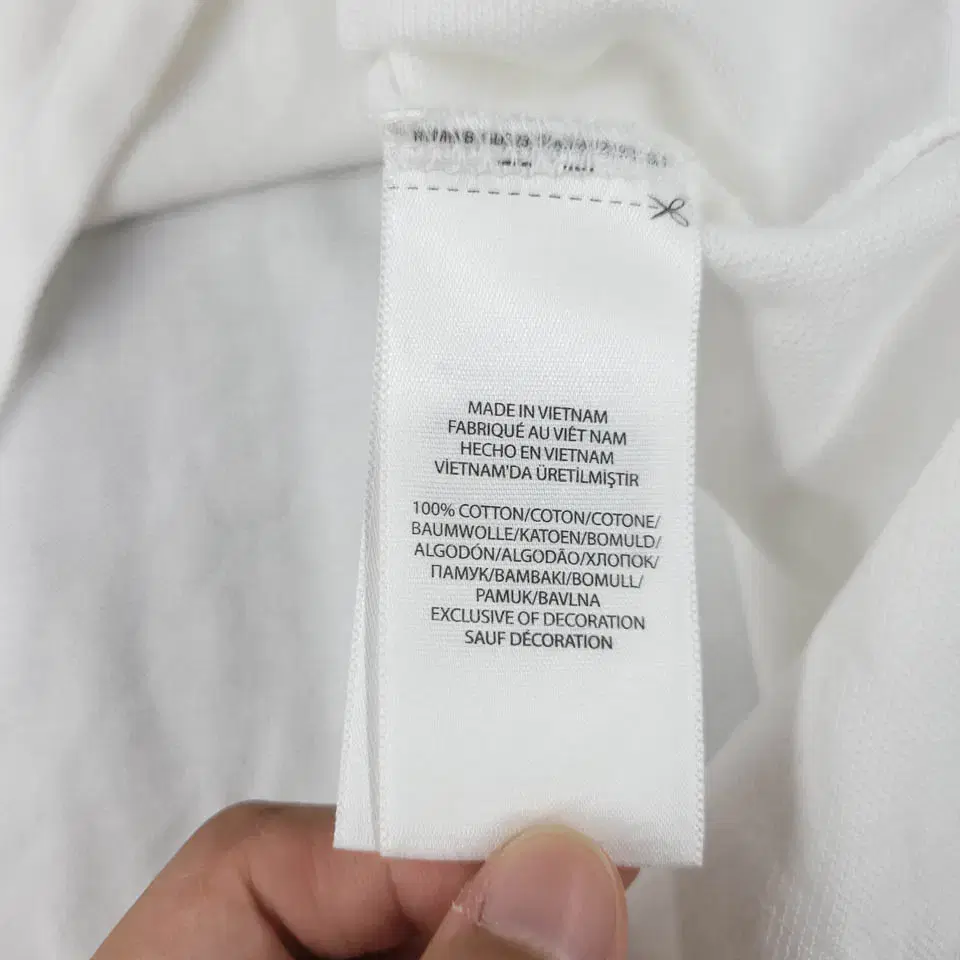 MADE IN VIETNAM
FABRIQUÉ AU VIÊT NAM
HECHO EN VIETNAM
VİETNAM'DA ÜRETİLMİŞTİR
100% COTTON/COTON/COTONE/
BAUMWOLLE/KATOEN/BOMULD/
ALGODÓN/ALGODÃO/ХЛОПОК/
ПАМУК/BAMBAKI/BOMULL/
PAMUK/BAVLNA
EXCLUSIVE OF DECORATION
SAUF DÉCORATION